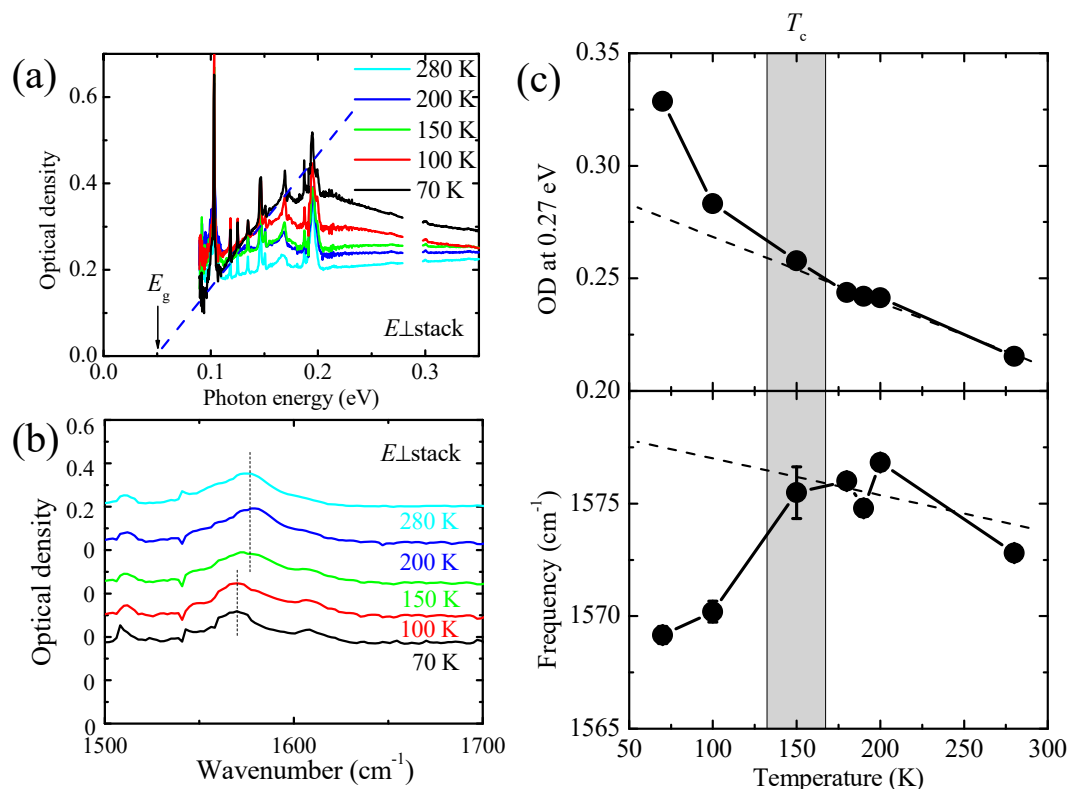 (a)
280 K
200 K
150 K
100 K
70 K
0.6
0.4
0.2
0.0
Optical density
E_g
E⊥stack
0.0
0.1
0.2
0.3
Photon energy (eV)
(b)
E⊥stack
0.4
0.2
0
0
0
0
0
Optical density
280 K
200 K
150 K
100 K
70 K
1500
1600
1700
Wavenumber (cm⁻¹)
(c)
T_c
0.35
0.30
0.25
0.20
OD at 0.27 eV
1575
1570
1565
Frequency (cm⁻¹)
50
100
150
200
250
300
Temperature (K)